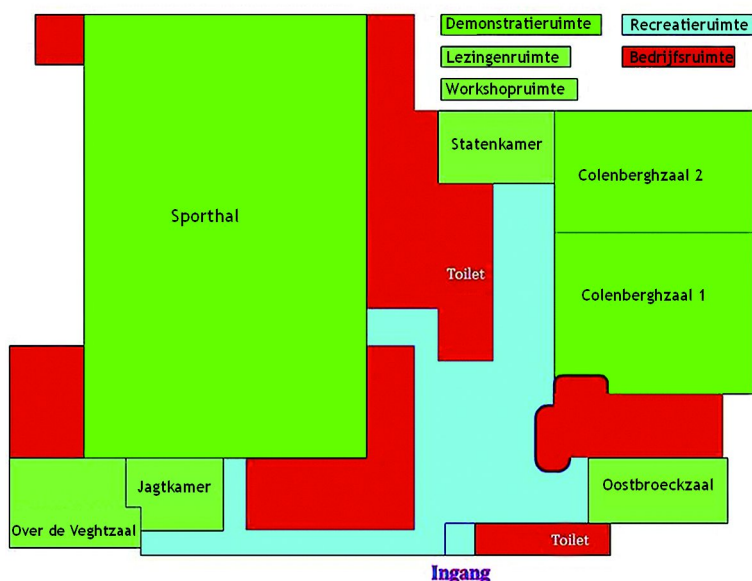 Demonstratieruimte
Recreatieruimte
Lezingenruimte
Bedrijfsruimte
Workshopruimte
Statenkamer
Colenberghzaal 2
Sporthal
Toilet
Colenberghzaal 1
Jagtkamer
Oostbroeckzaal
Over de Veghtzaal
Toilet
Ingang